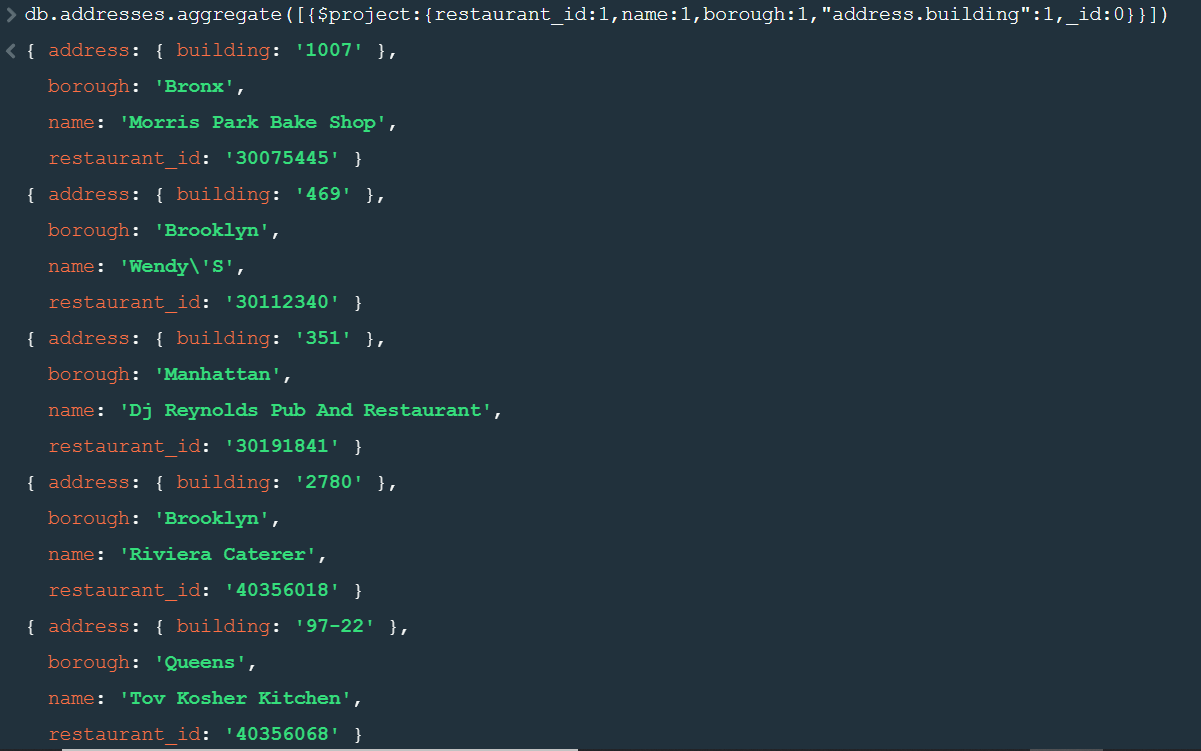 > db.addresses.aggregate([{$project:{restaurant_id:1,name:1,borough:1,"address.building":1,_id:0}}])
< { address: { building: '1007' },
borough: 'Bronx',
name: 'Morris Park Bake Shop',
restaurant_id: '30075445' }
{ address: { building: '469' },
borough: 'Brooklyn',
name: 'Wendy\'S',
restaurant_id: '30112340' }
{ address: { building: '351' },
borough: 'Manhattan',
name: 'Dj Reynolds Pub And Restaurant',
restaurant_id: '30191841' }
{ address: { building: '2780' },
borough: 'Brooklyn',
name: 'Riviera Caterer',
restaurant_id: '40356018' }
{ address: { building: '97-22' },
borough: 'Queens',
name: 'Tov Kosher Kitchen',
restaurant_id: '40356068' }